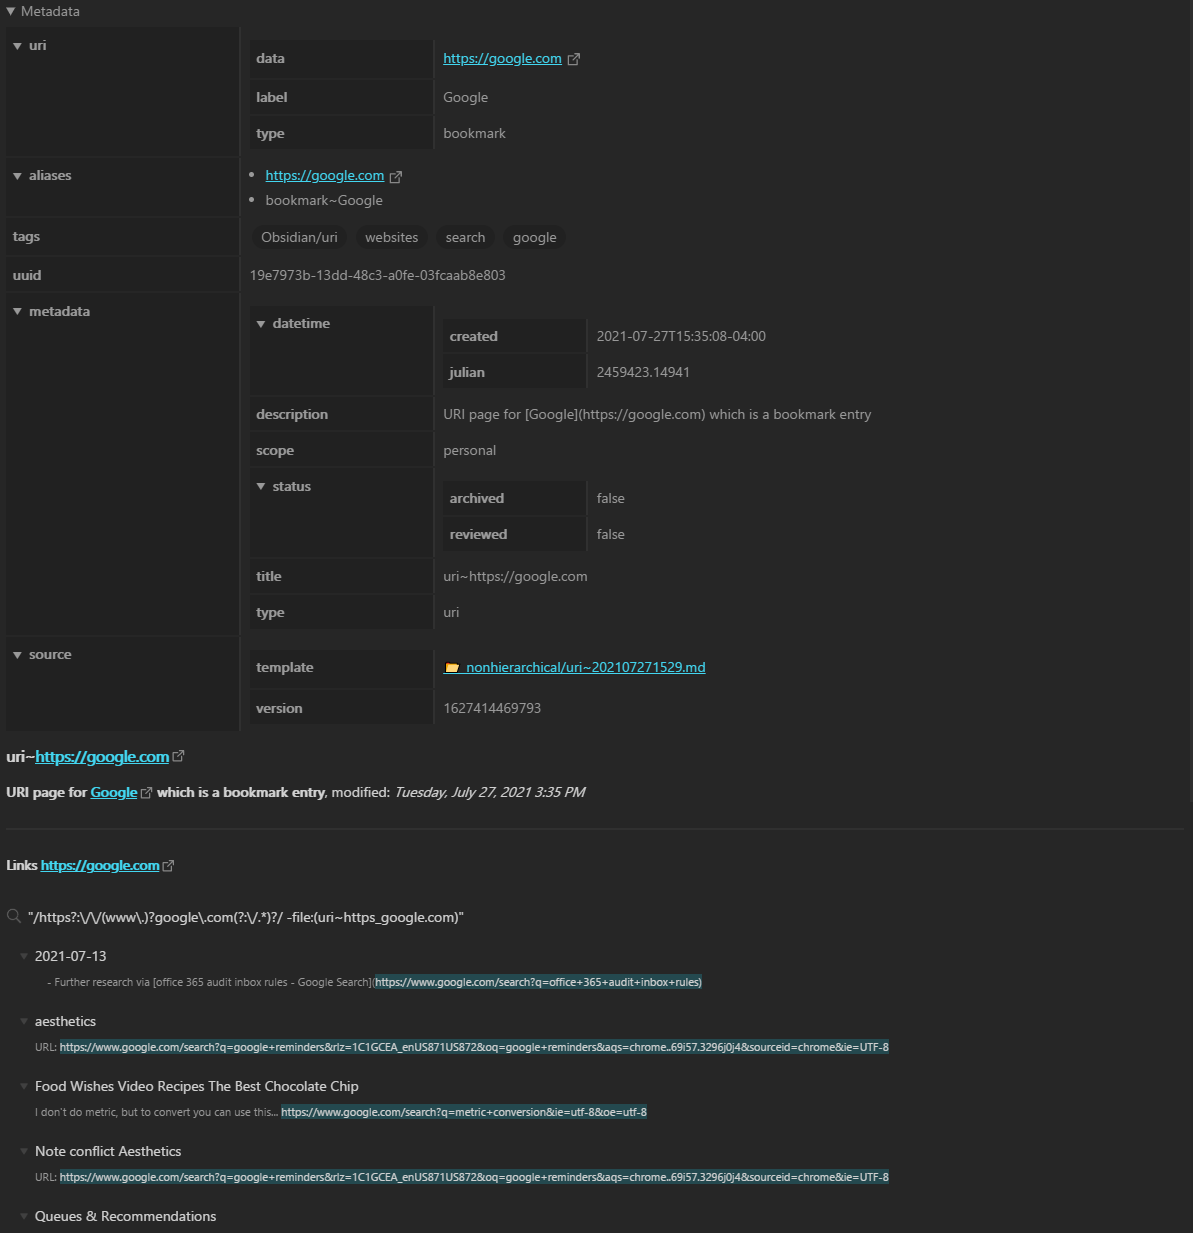 Metadata
uri
data https://google.com
label Google
type bookmark
aliases
https://google.com
bookmark~Google
tags Obsidian/uri websites search google
uuid 19e7973b-13dd-48c3-a0fe-03fcaab8e803
metadata
datetime
created 2021-07-27T15:35:08-04:00
julian 2459423.14941
description URI page for [Google](https://google.com) which is a bookmark entry
scope personal
status
archived false
reviewed false
title uri~https://google.com
type uri
source
template nonhierarchical/uri~202107271529.md
version 1627414469793
uri~https://google.com
URI page for Google which is a bookmark entry, modified: Tuesday, July 27, 2021 3:35 PM
Links https://google.com
"/https?:\/\/(www\.)?google\.com(?:\/.*)?/ -file:(uri~https_google.com)"
2021-07-13
- Further research via [office 365 audit inbox rules - Google Search](https://www.google.com/search?q=office+365+audit+inbox+rules)
aesthetics
URL: https://www.google.com/search?q=google+reminders&rlz=1C1GCEA_enUS871US872&oq=google+reminders&aqs=chrome..69i57.3296j0j4&sourceid=chrome&ie=UTF-8
Food Wishes Video Recipes The Best Chocolate Chip
I don't do metric, but to convert you can use this... https://www.google.com/search?q=metric+conversion&ie=utf-8&oe=utf-8
Note conflict Aesthetics
URL: https://www.google.com/search?q=google+reminders&rlz=1C1GCEA_enUS871US872&oq=google+reminders&aqs=chrome..69i57.3296j0j4&sourceid=chrome&ie=UTF-8
Queues & Recommendations